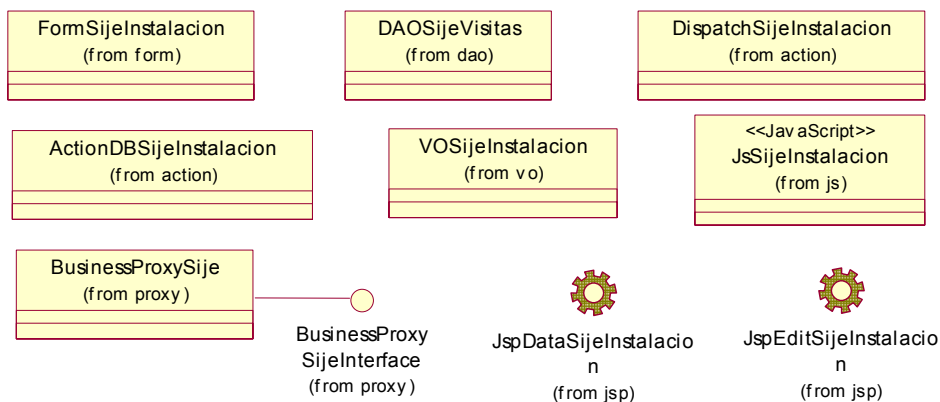 FormSijeInstalacion
(from form)
DAOSijeVisitas
(from dao)
DispatchSijeInstalacion
(from action)
ActionDBSijeInstalacion
(from action)
VOSijeInstalacion
(from vo)
<<JavaScript>>
JsSijeInstalacion
(from js)
BusinessProxySije
(from proxy)
BusinessProxy
SijeInterface
(from proxy)
JspDataSijeInstalacio
n
(from jsp)
JspEditSijeInstalacio
n
(from jsp)